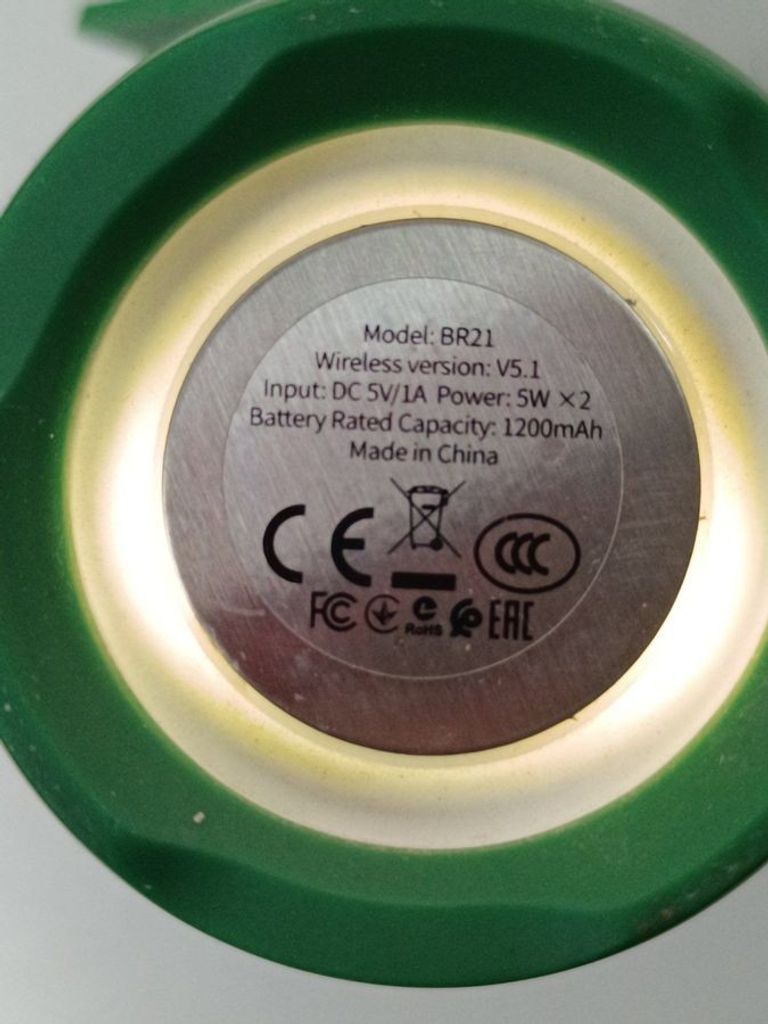 Model: BR21
Wireless version: V5.1
Input: DC 5V/1A Power: 5W ×2
Battery Rated Capacity: 1200mAh
Made in China
CE CCC
FC RoHS EAC